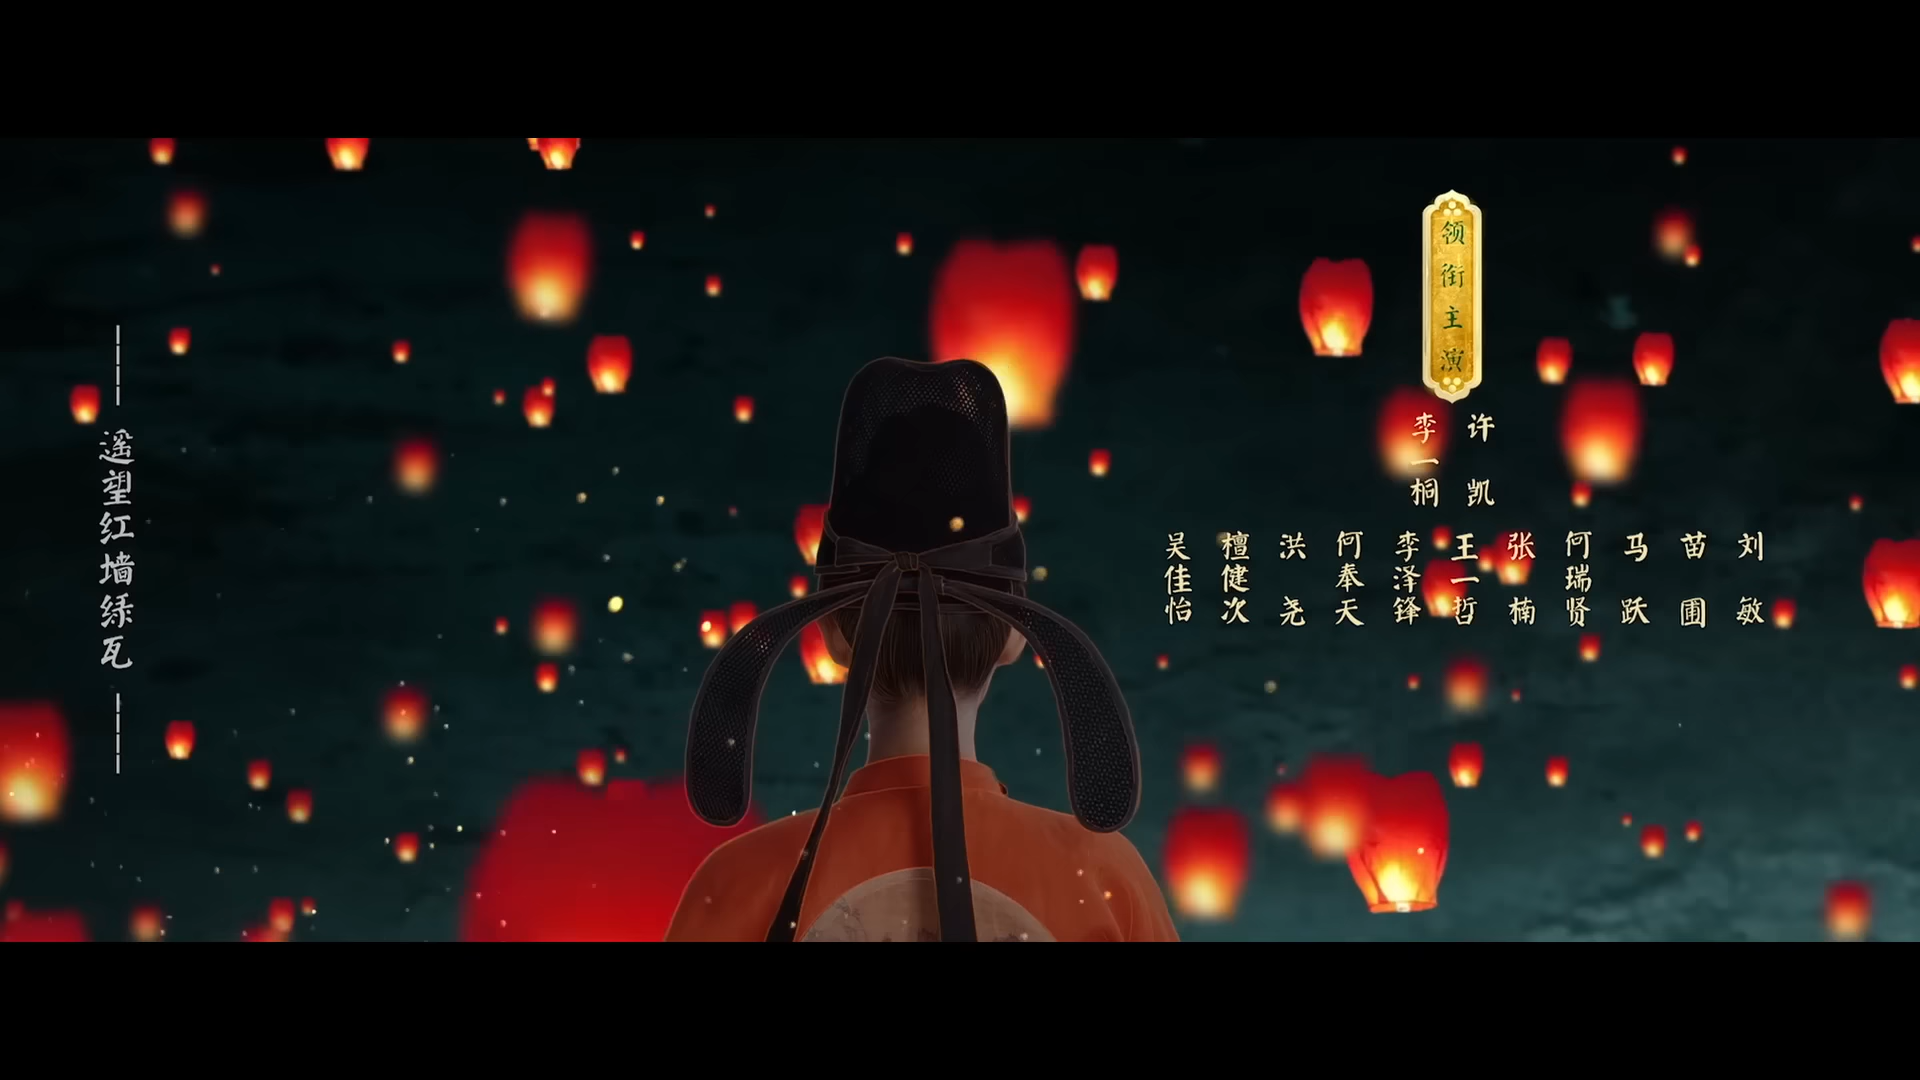 遥望红墙绿瓦
领衔主演
许凯
李一桐
刘敏
苗圃
马跃
何瑞贤
张楠
王一哲
李泽锋
何奉天
洪尧
檀健次
吴佳怡